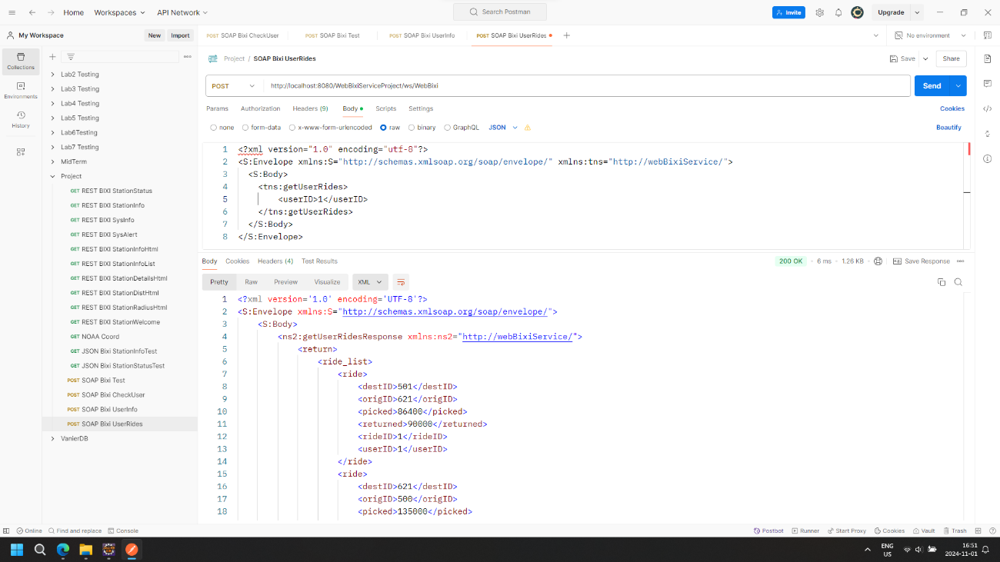 Home Workspaces API Network Search Postman Invite Upgrade
My Workspace New Import POST SOAP Bixi CheckUser POST SOAP Bixi Test POST SOAP Bixi UserInfo POST SOAP Bixi UserRides No environment
Collections
Environments
History
Lab2 Testing
Lab3 Testing
Lab4 Testing
Lab5 Testing
Lab6Testing
Lab7 Testing
MidTerm
Project
GET REST BIXI StationStatus
GET REST BIXI StationInfo
GET REST BIXI SysInfo
GET REST BIXI SysAlert
GET REST BIXI StationInfoHtml
GET REST BIXI StationInfoList
GET REST BIXI StationDetailsHtml
GET REST BIXI StationDistHtml
GET REST BIXI StationRadiusHtml
GET REST BIXI StationWelcome
GET NOAA Coord
GET JSON Bixi StationInfoTest
GET JSON Bixi StationStatusTest
POST SOAP Bixi Test
POST SOAP Bixi CheckUser
POST SOAP Bixi UserInfo
POST SOAP Bixi UserRides
VanierDB
Project / SOAP Bixi UserRides Save Share
POST http://localhost:8080/WebBixiServiceProject/ws/WebBixi Send
Params Authorization Headers (9) Body Scripts Settings Cookies
none form-data x-www-form-urlencoded raw binary GraphQL JSON Beautify
1 <?xml version="1.0" encoding="utf-8"?>
2 <S:Envelope xmlns:S="http://schemas.xmlsoap.org/soap/envelope/" xmlns:tns="http://webBixiService/">
3 <S:Body>
4 <tns:getUserRides>
5 <userID>1</userID>
6 </tns:getUserRides>
7 </S:Body>
8 </S:Envelope>
Body Cookies Headers (4) Test Results 200 OK 6 ms 1.26 KB Save Response
Pretty Raw Preview Visualize XML
1 <?xml version='1.0' encoding='UTF-8'?>
2 <S:Envelope xmlns:S="http://schemas.xmlsoap.org/soap/envelope/">
3 <S:Body>
4 <ns2:getUserRidesResponse xmlns:ns2="http://webBixiService/">
5 <return>
6 <ride_list>
7 <ride>
8 <destID>501</destID>
9 <origID>621</origID>
10 <picked>86400</picked>
11 <returned>90000</returned>
12 <rideID>1</rideID>
13 <userID>1</userID>
14 </ride>
15 <ride>
16 <destID>621</destID>
17 <origID>500</origID>
18 <picked>135000</picked>
Online Find and replace Console Postbot Runner Start Proxy Cookies Vault Trash
ENG
US
16:51
2024-11-01